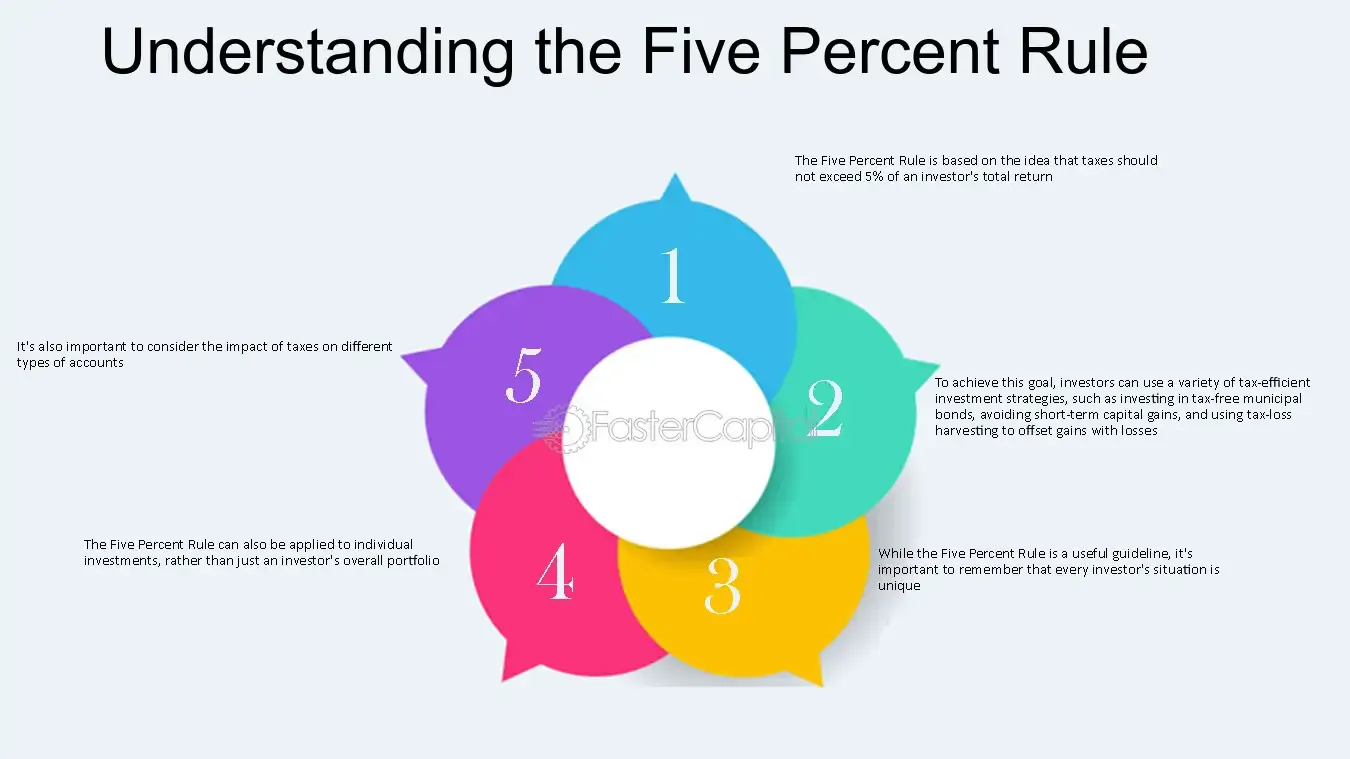 Understanding the Five Percent Rule
The Five Percent Rule is based on the idea that taxes should
not exceed 5% of an investor's total return
1
To achieve this goal, investors can use a variety of tax-efficient
investment strategies, such as investing in tax-free municipal
bonds, avoiding short-term capital gains, and using tax-loss
harvesting to offset gains with losses
2
While the Five Percent Rule is a useful guideline, it's
important to remember that every investor's situation is
unique
3
The Five Percent Rule can also be applied to individual
investments, rather than just an investor's overall portfolio
4
It's also important to consider the impact of taxes on different
types of accounts
5
FasterCapital